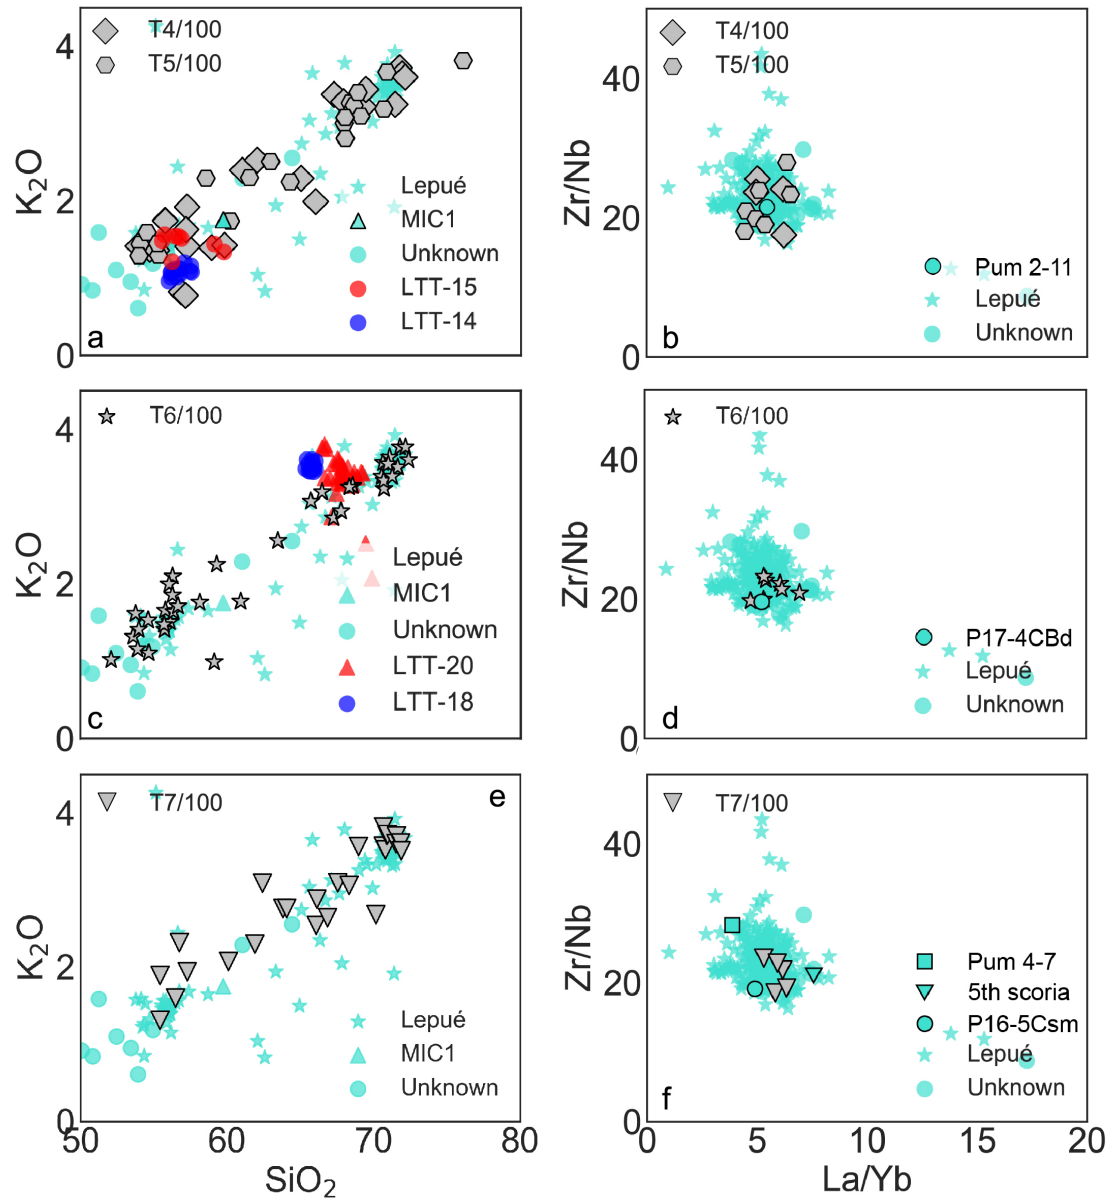 T4/100
T5/100
4
2
0
K₂O
Lepué
MIC1
Unknown
LTT-15
LTT-14
a
T4/100
T5/100
40
20
0
Zr/Nb
Pum 2-11
Lepué
Unknown
b
T6/100
4
2
0
K₂O
Lepué
MIC1
Unknown
LTT-20
LTT-18
c
T6/100
40
20
0
Zr/Nb
P17-4CBd
Lepué
Unknown
d
T7/100
e
4
2
0
K₂O
Lepué
MIC1
Unknown
50 60 70 80
SiO₂
T7/100
40
20
0
Zr/Nb
Pum 4-7
5th scoria
P16-5Csm
Lepué
Unknown
f
0 5 10 15 20
La/Yb